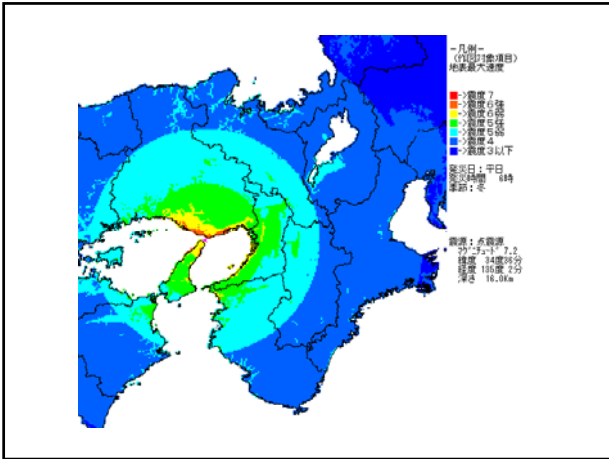 －凡例－
(作図対象項目)
地表最大速度
->震度7
->震度6強
->震度6弱
->震度5強
->震度5弱
->震度4
->震度3以下
発災日：平日
発災時間 6時
季節：冬
震源：点震源
マグニチュード 7.2
緯度 34度36分
経度 135度 2分
深さ 16.0Km